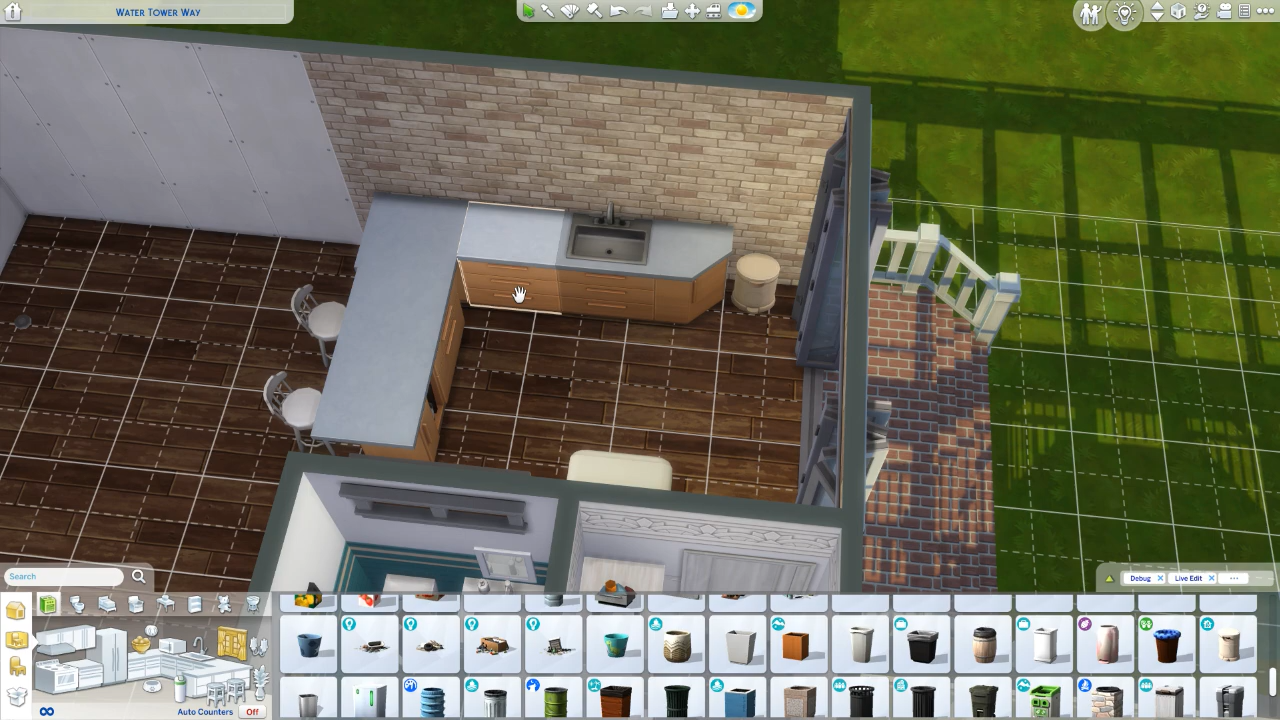 WATER TOWER WAY
Search
Debug
Live Edit
Auto Counters Off